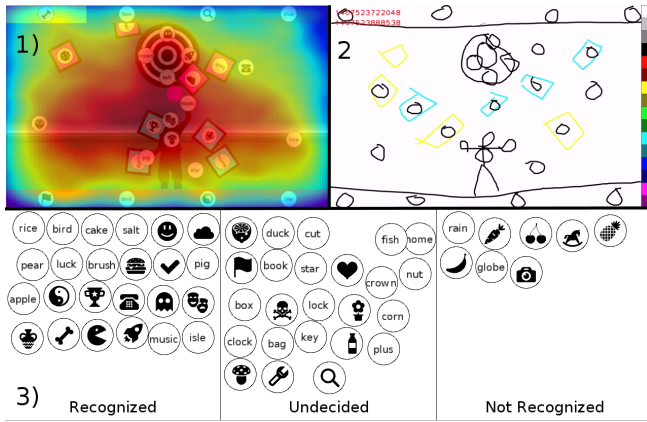 1)
2
rice bird cake salt
pear luck brush pig
apple
music isle
duck cut fish home
book star crown nut
box lock corn
clock bag key plus
rain
globe
3)
Recognized Undecided Not Recognized